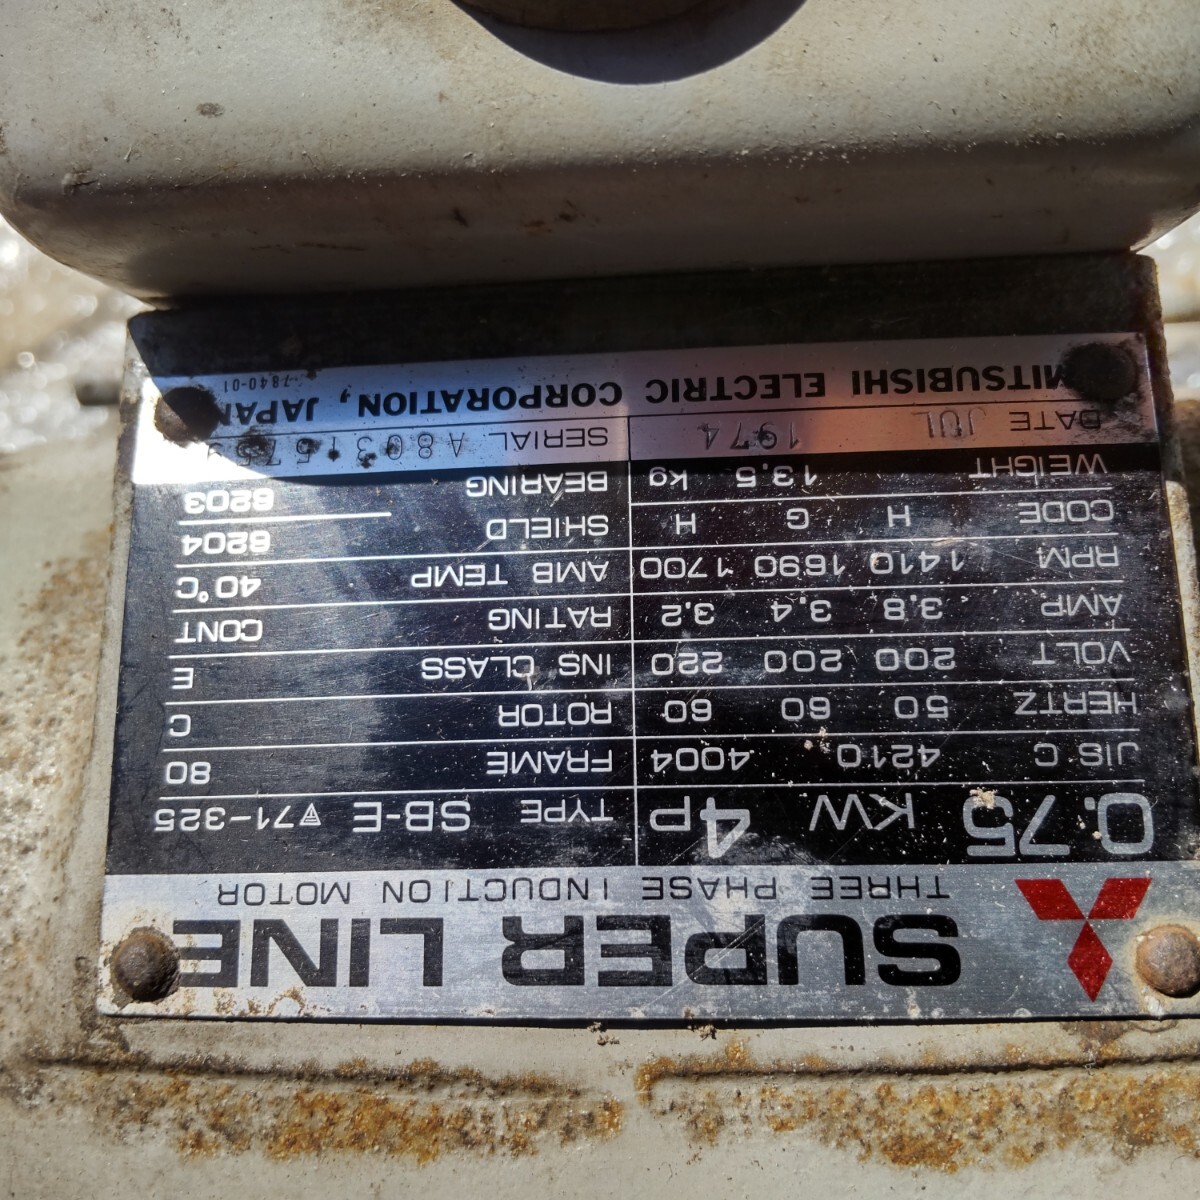 SUPER LINE
THREE PHASE INDUCTION MOTOR
0.75 KW 4P TYPE SB-E 71-325
JIS C 4210 4004 FRAME 80
HERTZ 50 60 60 ROTOR C
VOLT 200 200 220 INS CLASS E
AMP 3.8 3.4 3.2 RATING CONT
RPM 1410 1690 1700 AMB TEMP 40°C
CODE H G H SHIELD 6204
WEIGHT 13.5 kg BEARING 6203
DATE JUL 1974 SERIAL
MITSUBISHI ELECTRIC CORPORATION, JAPAN
7840-01